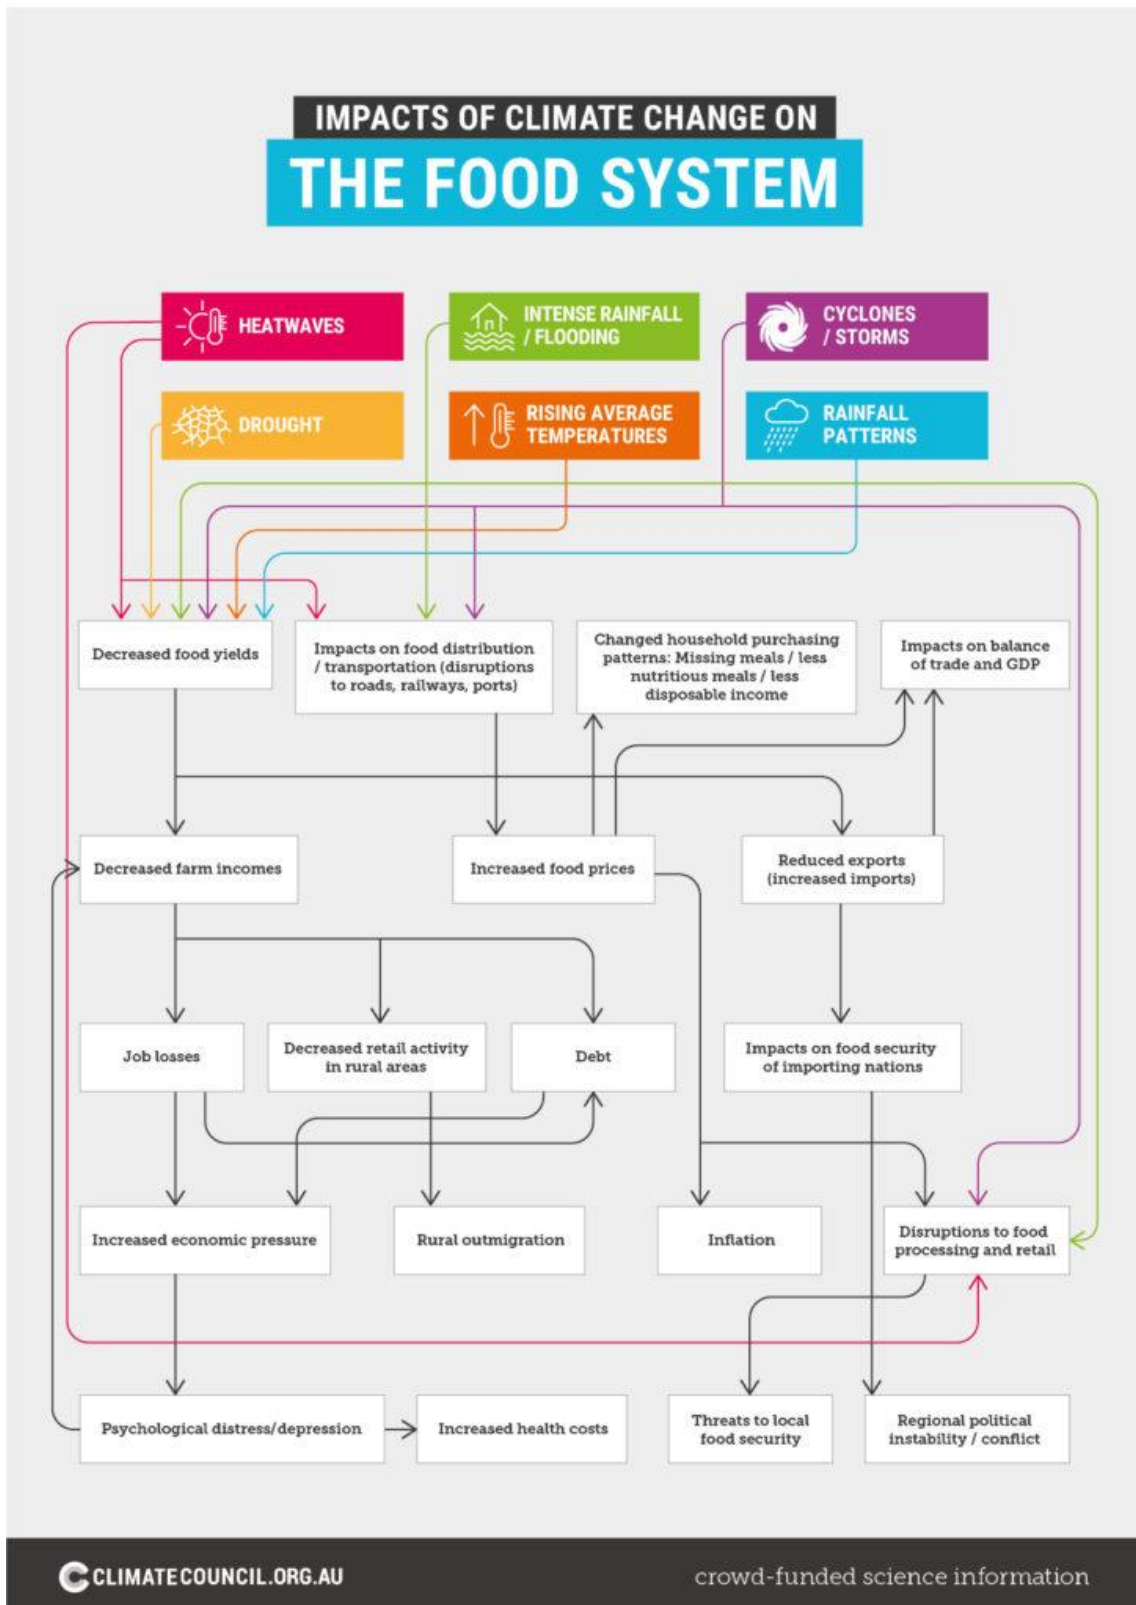 IMPACTS OF CLIMATE CHANGE ON
THE FOOD SYSTEM
HEATWAVES
INTENSE RAINFALL
/ FLOODING
CYCLONES
/ STORMS
DROUGHT
RISING AVERAGE
TEMPERATURES
RAINFALL
PATTERNS
Decreased food yields
Impacts on food distribution
/ transportation (disruptions
to roads, railways, ports)
Changed household purchasing
patterns: Missing meals / less
nutritious meals / less
disposable income
Impacts on balance
of trade and GDP
Decreased farm incomes
Increased food prices
Reduced exports
(increased imports)
Job losses
Decreased retail activity
in rural areas
Debt
Impacts on food security
of importing nations
Increased economic pressure
Rural outmigration
Inflation
Disruptions to food
processing and retail
Psychological distress/depression
Increased health costs
Threats to local
food security
Regional political
instability / conflict
CLIMATECOUNCIL.ORG.AU
crowd-funded science information